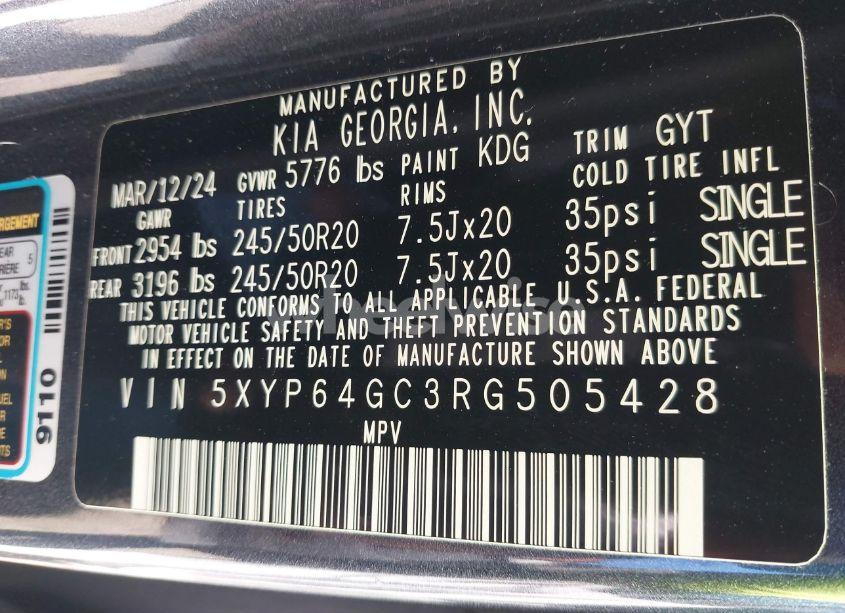 MANUFACTURED BY
KIA GEORGIA, INC.
MAR/12/24 GVWR 5776 lbs PAINT KDG TRIM GYT
GAWR TIRES RIMS COLD TIRE INFL
FRONT 2954 lbs 245/50R20 7.5Jx20 35psi SINGLE
REAR 3196 lbs 245/50R20 7.5Jx20 35psi SINGLE
THIS VEHICLE CONFORMS TO ALL APPLICABLE U.S.A. FEDERAL
MOTOR VEHICLE SAFETY AND THEFT PREVENTION STANDARDS
IN EFFECT ON THE DATE OF MANUFACTURE SHOWN ABOVE
VIN 5XYP64GC3RG505428
MPV
9110
5